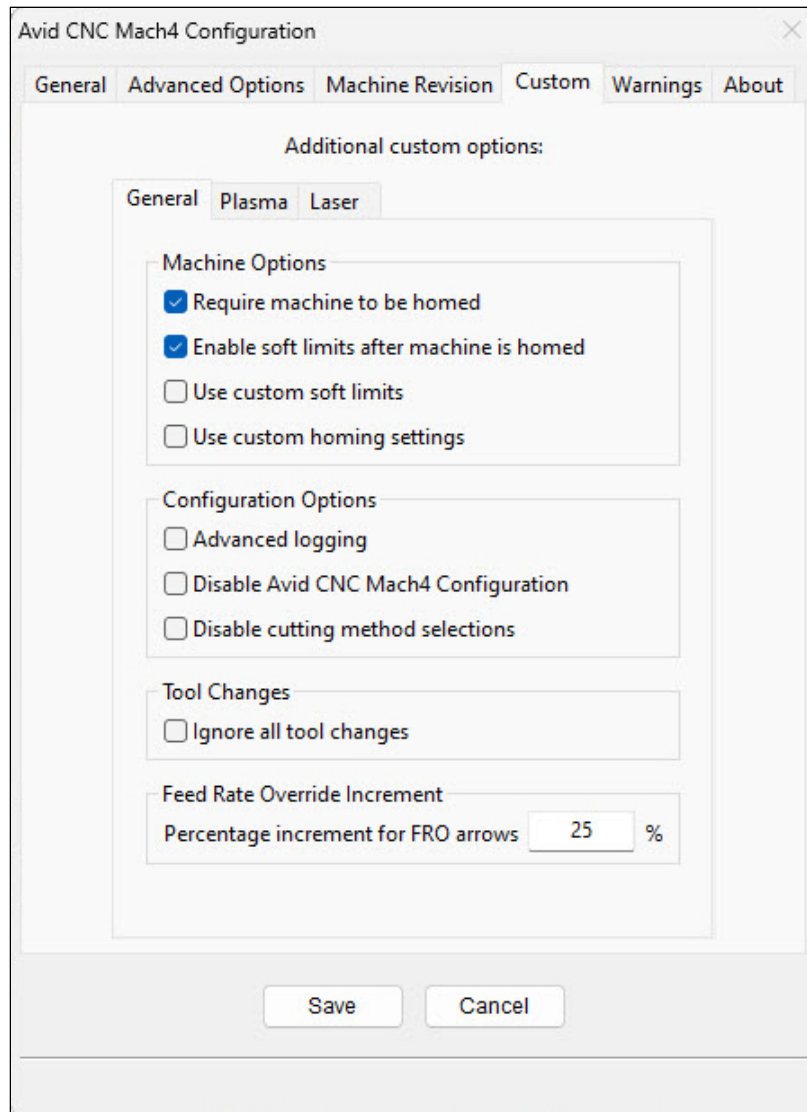 Avid CNC Mach4 Configuration
General Advanced Options Machine Revision Custom Warnings About
Additional custom options:
General Plasma Laser
Machine Options
Require machine to be homed
Enable soft limits after machine is homed
Use custom soft limits
Use custom homing settings
Configuration Options
Advanced logging
Disable Avid CNC Mach4 Configuration
Disable cutting method selections
Tool Changes
Ignore all tool changes
Feed Rate Override Increment
Percentage increment for FRO arrows 25 %
Save Cancel